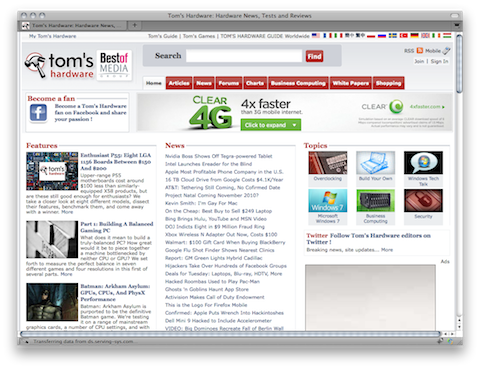 Tom's Hardware: Hardware News, Tests and Reviews
Tom's Hardware: Hardware News,...
My Tom's Hardware
Tom's Guide | Tom's Games | TOM'S HARDWARE Worldwide
tom's hardware
Best of MEDIA GROUP
Search
Find
RSS
Mobile
Join | Sign In
Home
Articles
News
Forums
Charts
Business Computing
White Papers
Shopping
Become a fan
Become a Tom's Hardware
fan on Facebook and share
your passion !
CLEAR
4G
4x faster
than 3G mobile internet.
Click to expand
CLEAR
4xfaster.com
Features
Enthusiast P55: Eight LGA
1156 Boards Between $150
And $200
Upper-range P55
motherboards cost around
$100 less than similarly-
equipped X58 products, but
are these still good enough for enthusiasts? We
take a closer look at eight different models, dissect
their features, benchmark them, and come away
with a winner. More
Part 1: Building A Balanced
Gaming PC
What does it mean to build a
truly-balanced PC? How great
would it be to piece together
a machine bottlenecked by
neither CPU or GPU? We set
forth to measure the perfect balance in seven
different games and four resolutions in this first of
several parts. More
Batman: Arkham Asylum:
GPUs, CPUs, And PhysX
Performance
Batman: Arkham Asylum is
purported to be the definitive
Batman game. We're testing
it on a range of mainstream
graphics cards, a number of CPU settings, and with
News
Nvidia Boss Shows Off Tegra-powered Tablet
Intel Launches Ereader for the Blind
Apple Most Profitable Phone Company in the U.S.
16 TB Cloud Drive From Google Costs $4.1K/year
AT&T: Tethering Still Coming, No Cofirmed Date
Project Natal Coming November 2010?
Kevin Smith: I'm Gay for Mac
On the Cheap: Best Buy to Sell $249 Laptop
Bing Brings Hulu, YouTube and MSN Video
DOJ Indicts Eight in $9 Million Fraud Ring
Xbox Wireless N Adaptor Out Now, Costs $100
Walmart: $100 Gift Card When Buying BlackBerry
Google Fly Shot Finder Shows Nearest Clinics
Report: GM Greens Lights Hybrid Cadillac
Hijackers Take Over Hundreds of Facebook Groups
Deals for Tuesday: Laptops, Blu-ray, HDTV, More
Hacked Roombas Used to Play Pac-Man
Ghosts 'n Goblins Haunt App Store
Activision Makes Call of Duty Endowment
This is the Logo for Firefox Mobile
Confirmed: Apple Puts Wrench Into Hackintoshes
Dell Mini 9 Hacked to Include Accelerometer
VIDEO: Big Dominoes Recreate Fall of Berlin Wall
Topics
Overclocking
Build Your Own
Windows Tech
Talk
Windows 7
Microsoft
Windows 7
Business
Computing
Security
Twitter Follow Tom's Hardware editors on
Twitter !
Breaking news, site updates... More
Ads
Transferring data from ds.serving-sys.com...